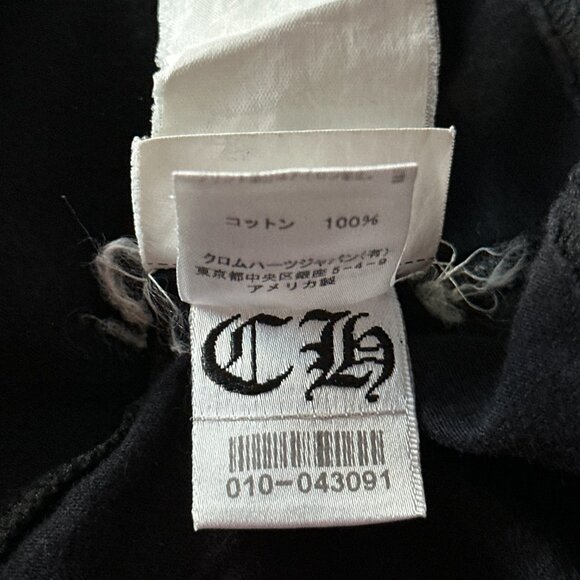 コットン 100%
クロムハーツジャパン(有)
東京都中央区銀座5-4-9
アメリカ製
CH
010-043091